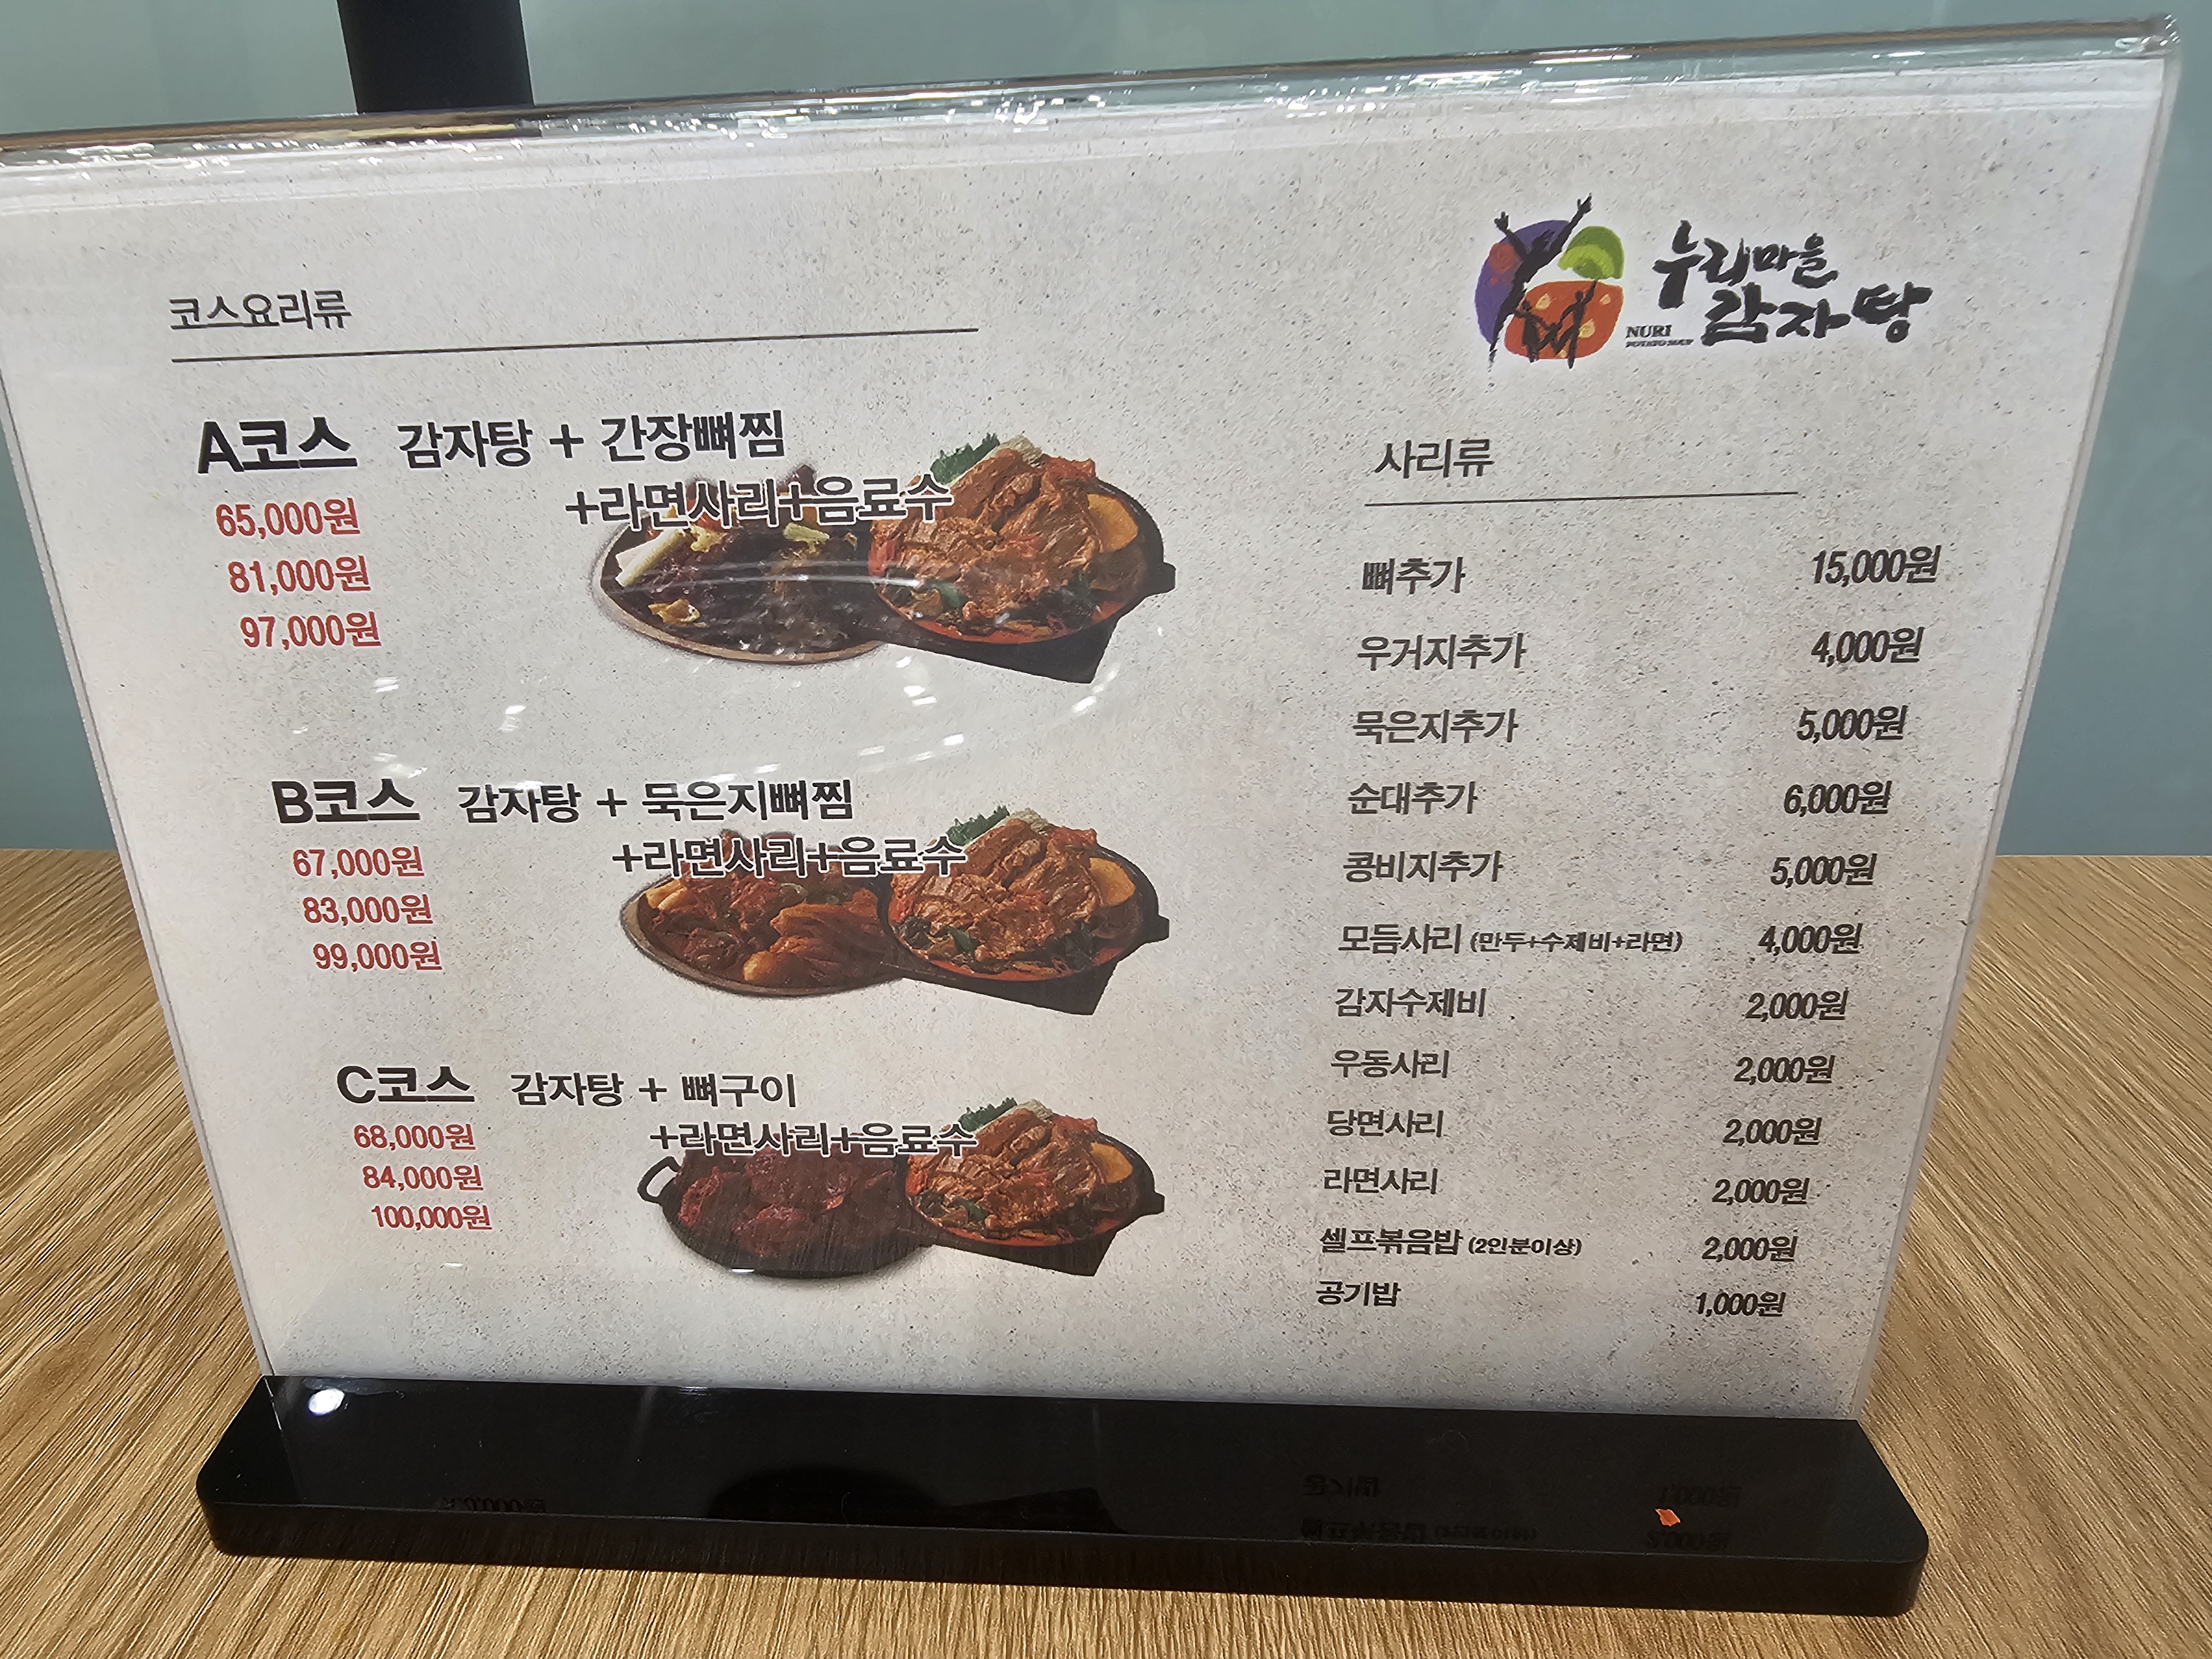 누리마을
감자탕
NURI
POTATO SOUP
코스요리류
A코스 감자탕 + 간장뼈찜
+라면사리+음료수
65,000원
81,000원
97,000원
B코스 감자탕 + 묵은지뼈찜
+라면사리+음료수
67,000원
83,000원
99,000원
C코스 감자탕 + 뼈구이
+라면사리+음료수
68,000원
84,000원
100,000원
사리류
뼈추가 15,000원
우거지추가 4,000원
묵은지추가 5,000원
순대추가 6,000원
콩비지추가 5,000원
모듬사리 (만두+수제비+라면) 4,000원
감자수제비 2,000원
우동사리 2,000원
당면사리 2,000원
라면사리 2,000원
셀프볶음밥 (2인분이상) 2,000원
공기밥 1,000원